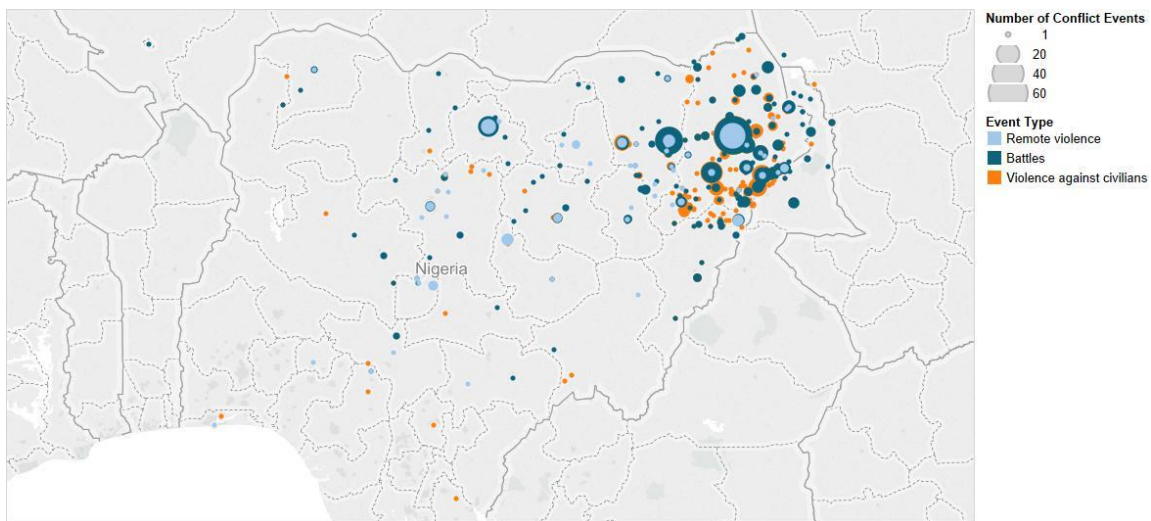 Number of Conflict Events
1
20
40
60
Event Type
Remote violence
Battles
Violence against civilians
Nigeria